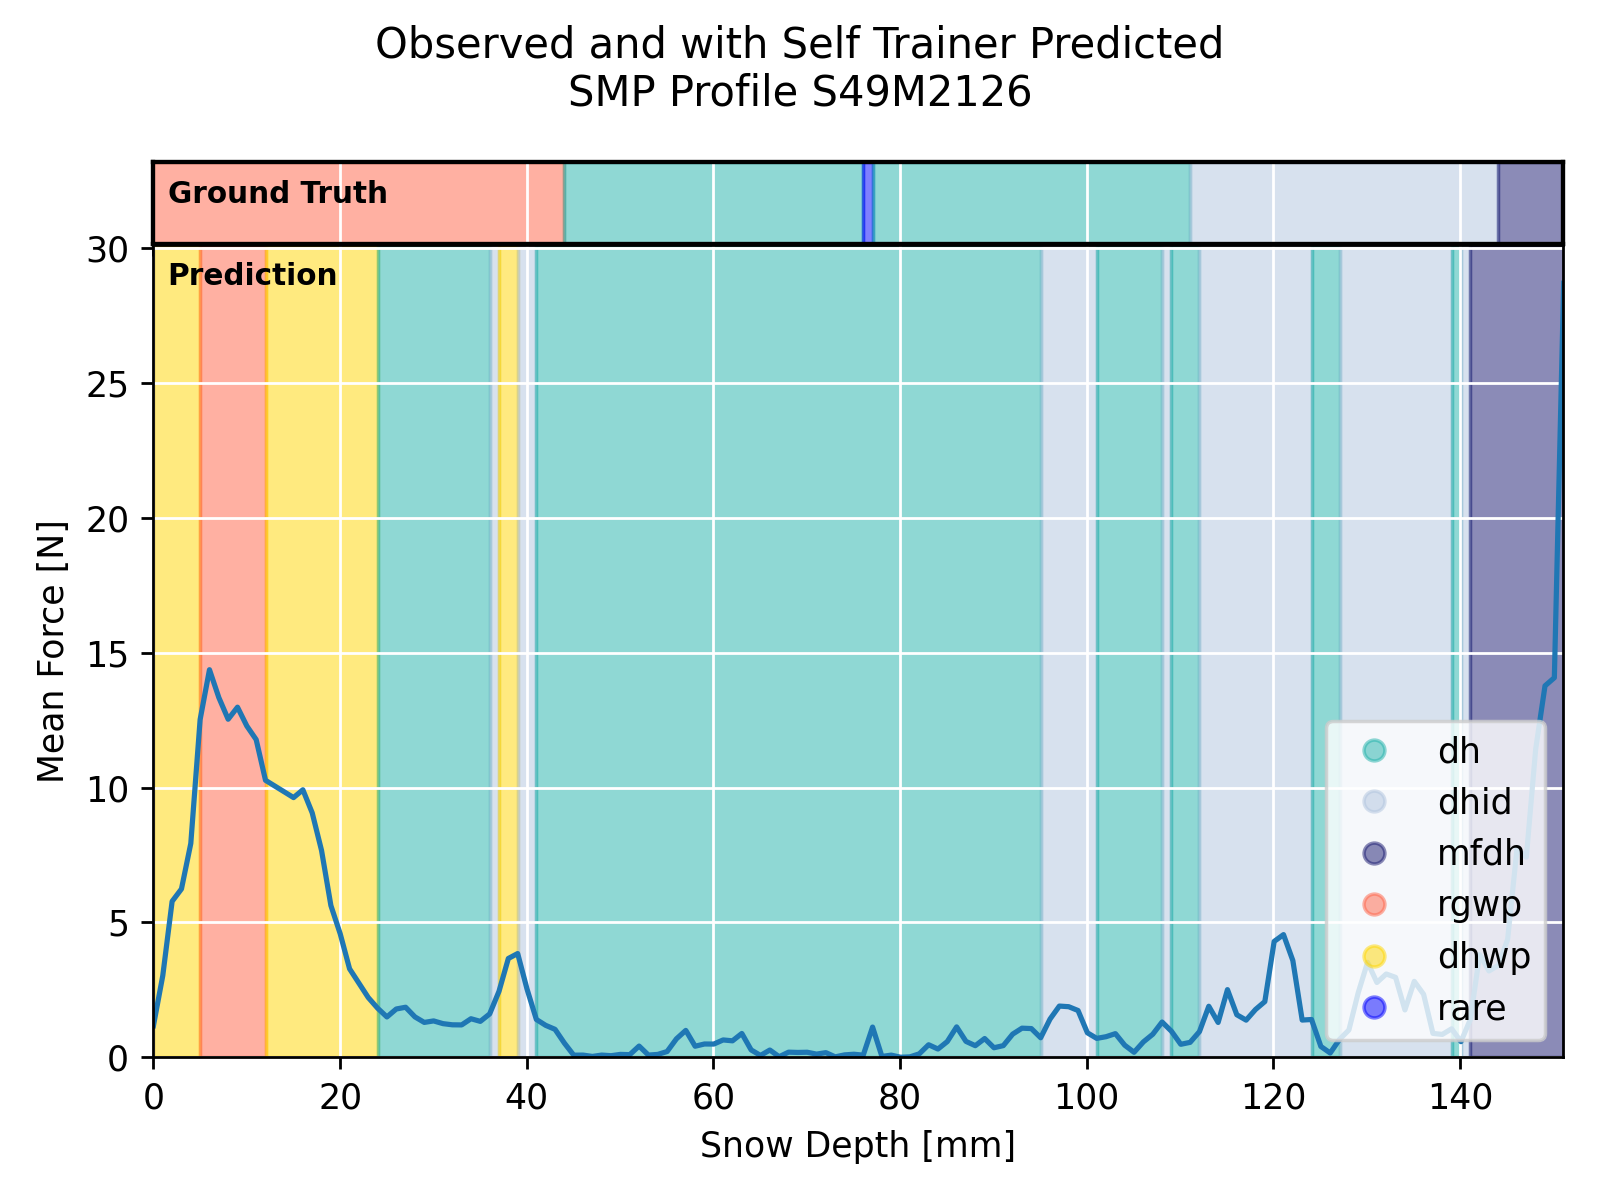 Observed and with Self Trainer Predicted
SMP Profile S49M2126
Ground Truth
Prediction
30
25
20
15
10
5
0
Mean Force [N]
dh
dhid
mfdh
rgwp
dhwp
rare
0 20 40 60 80 100 120 140
Snow Depth [mm]